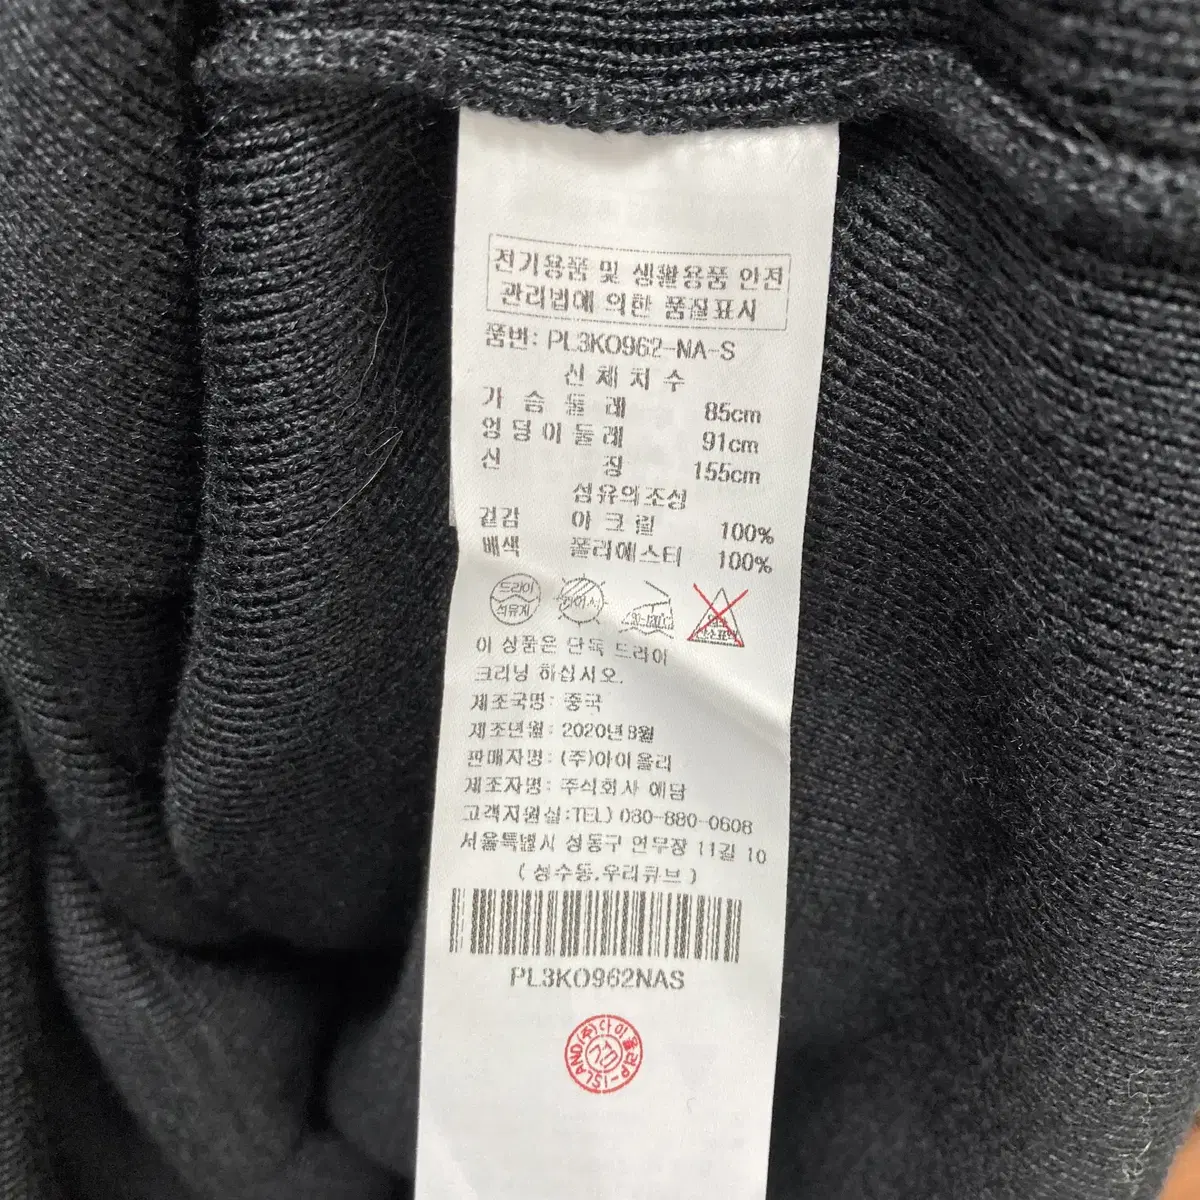 전기용품 및 생활용품 안전
관리법에 의한 품질표시
품번: PL3KO962-NA-S
신 체 치 수
가 슴 둘 레 85cm
엉 덩 이 둘 레 91cm
신 장 155cm
섬유의조성
겉감 아 크 릴 100%
배색 폴리에스터 100%
드라이
석유계
이 상품은 단독 드라이
크리닝 하십시오.
제조국명: 중국
제조년월: 2020년8월
판매자명: (주)아이올리
제조자명: 주식회사 에담
고객지원실:TEL) 080-880-0608
서울특별시 성동구 연무장 11길 10
( 성수동,우리큐브 )
PL3KO962NAS